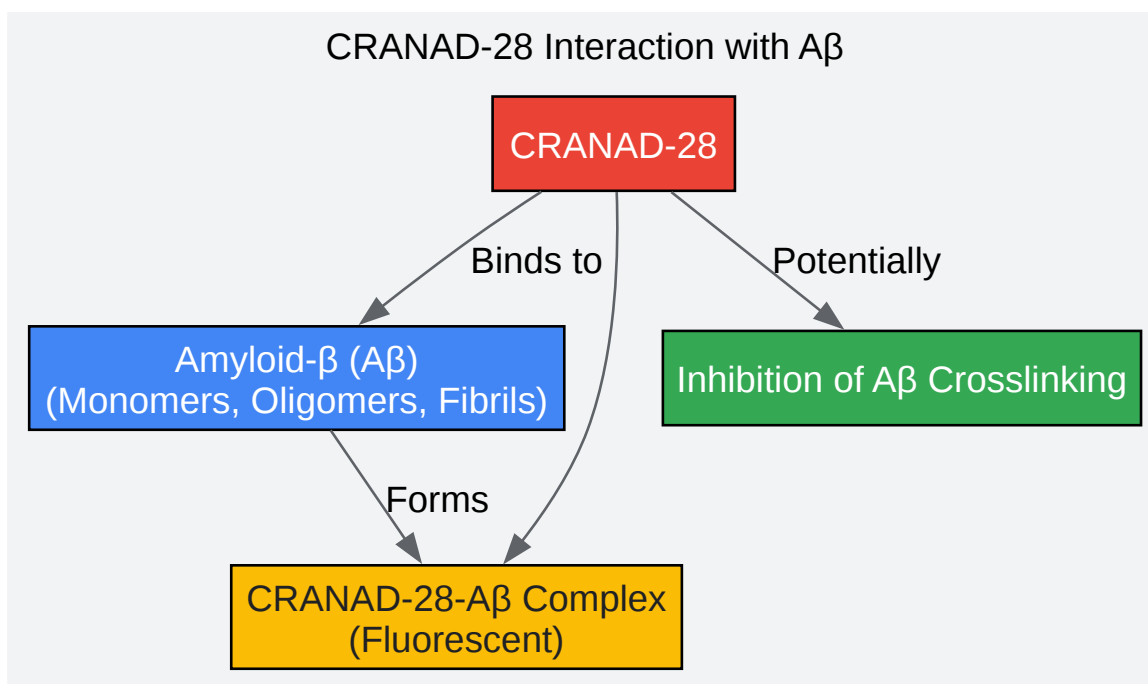 CRANAD-28 Interaction with Aβ
CRANAD-28
Binds to
Potentially
Amyloid-β (Aβ)
(Monomers, Oligomers, Fibrils)
Inhibition of Aβ Crosslinking
Forms
CRANAD-28-Aβ Complex
(Fluorescent)